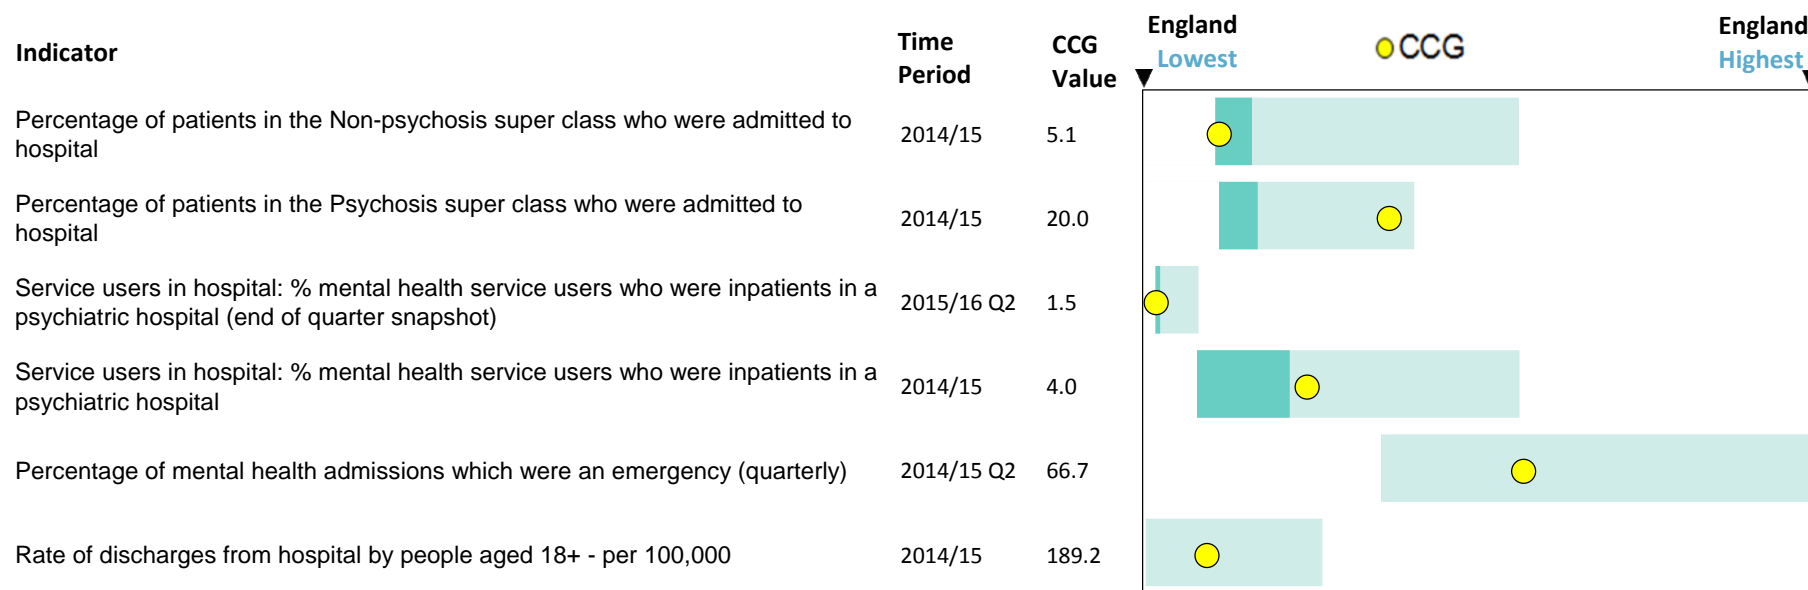 Indicator
Time Period
CCG Value
England Lowest
CCG
England Highest
Percentage of patients in the Non-psychosis super class who were admitted to
hospital
2014/15
5.1
Percentage of patients in the Psychosis super class who were admitted to
hospital
2014/15
20.0
Service users in hospital: % mental health service users who were inpatients in a
psychiatric hospital (end of quarter snapshot)
2015/16 Q2
1.5
Service users in hospital: % mental health service users who were inpatients in a
psychiatric hospital
2014/15
4.0
Percentage of mental health admissions which were an emergency (quarterly)
2014/15 Q2
66.7
Rate of discharges from hospital by people aged 18+ - per 100,000
2014/15
189.2